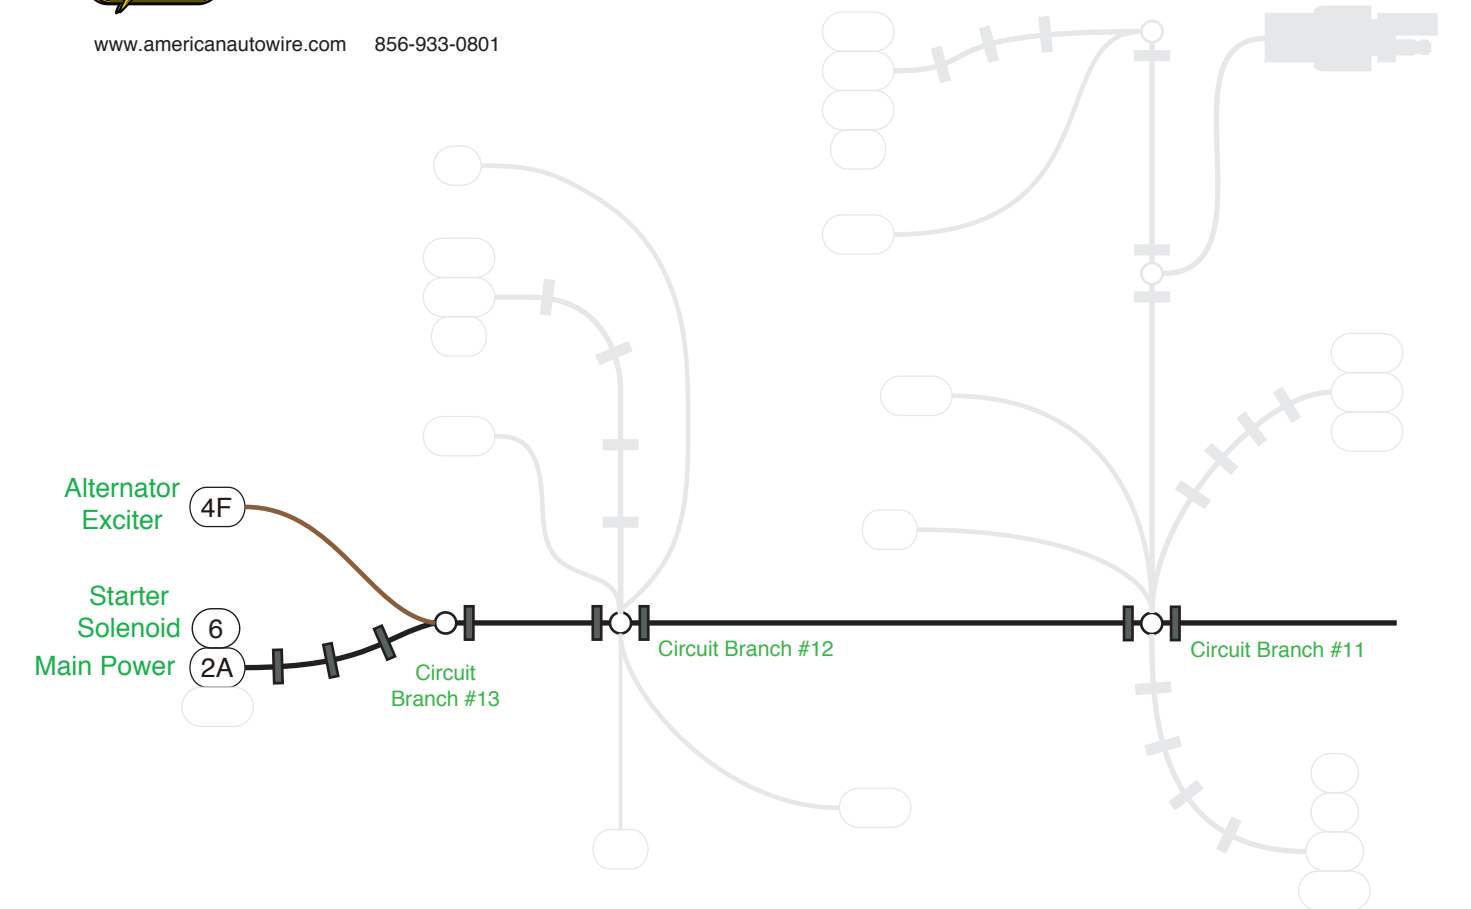 www.americanautowire.com 856-933-0801
Alternator
Exciter
4F
Starter
Solenoid
6
Main Power
2A
Circuit
Branch #13
Circuit Branch #12
Circuit Branch #11